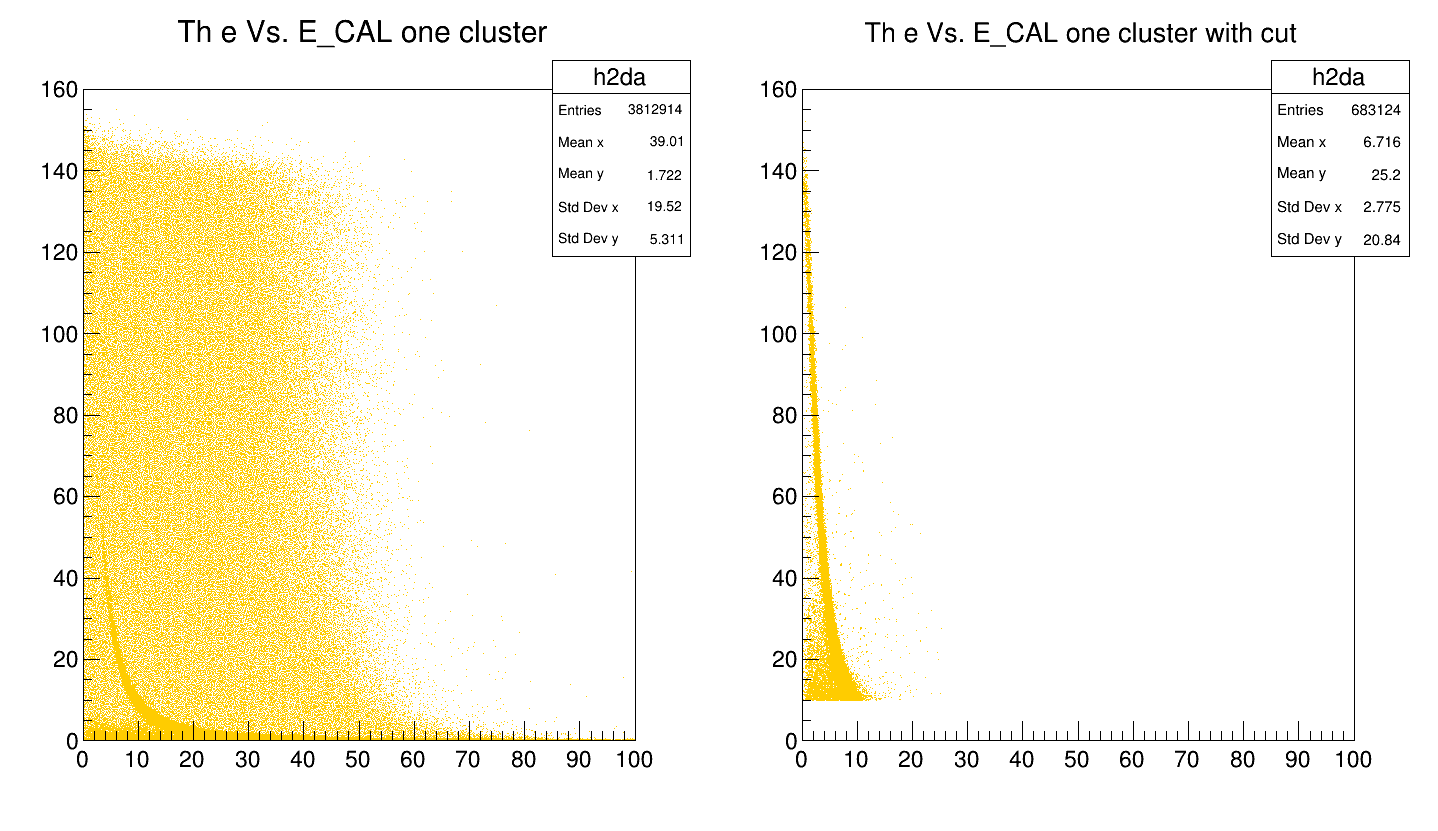 Th e Vs. E_CAL one cluster
h2da
Entries 3812914
Mean x 39.01
Mean y 1.722
Std Dev x 19.52
Std Dev y 5.311
160
140
120
100
80
60
40
20
0
0 10 20 30 40 50 60 70 80 90 100
Th e Vs. E_CAL one cluster with cut
h2da
Entries 683124
Mean x 6.716
Mean y 25.2
Std Dev x 2.775
Std Dev y 20.84
160
140
120
100
80
60
40
20
0
0 10 20 30 40 50 60 70 80 90 100